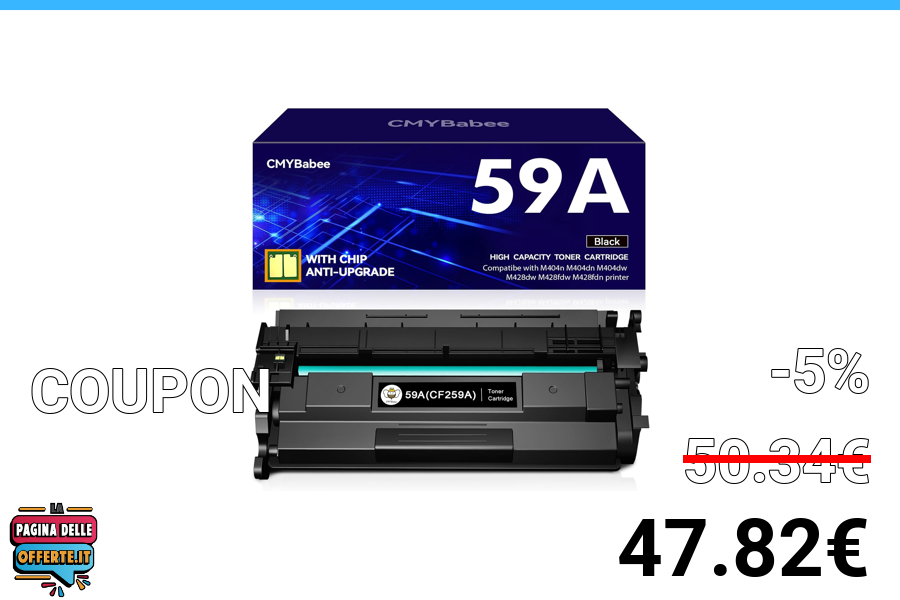 CMYBabee
CMYBabee
59A
Black
WITH CHIP
ANTI-UPGRADE
HIGH CAPACITY TONER CARTRIDGE
Compatibe with M404n M404dn M404dw
M428dw M428fdw M428fdn printer
COUPON
59A(CF259A)
Toner
Cartridge
-5%
50.34€
47.82€
LA
PAGINA DELLE
OFFERTE.IT